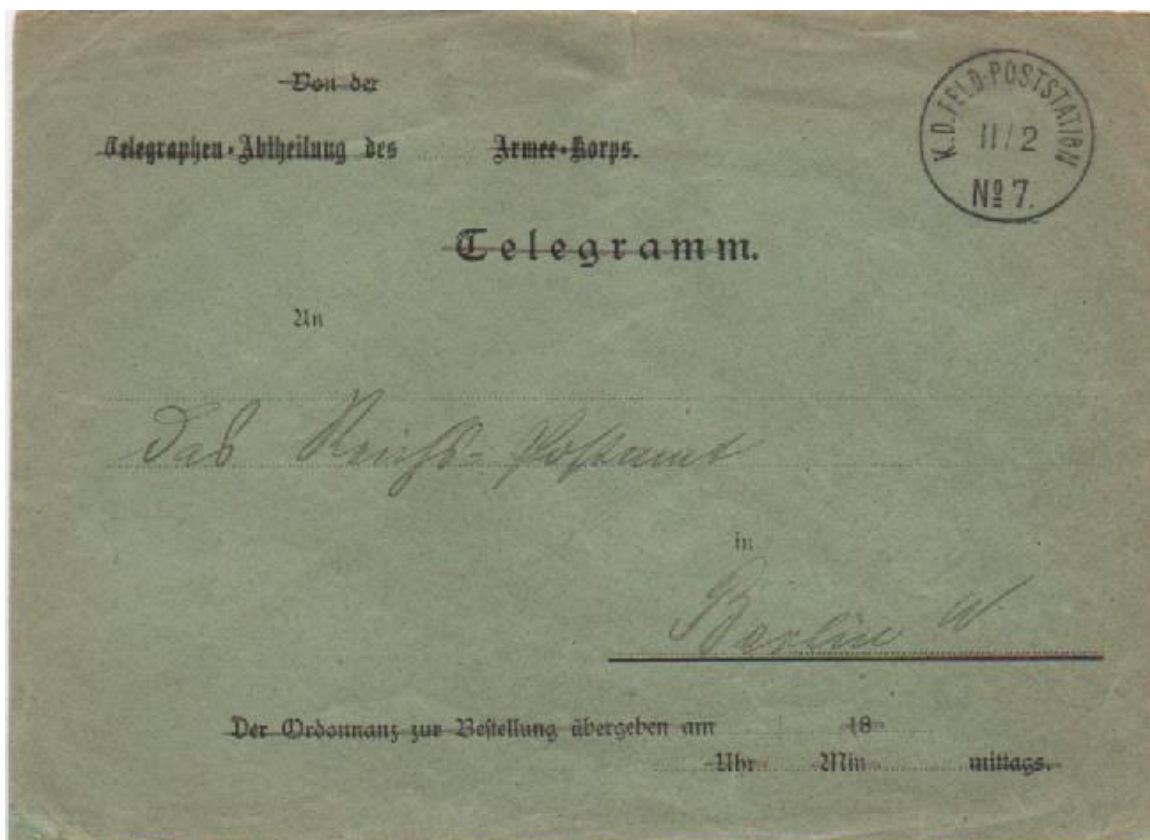 Von der
Telegraphen-Abtheilung des Armee-Korps.
K.D. FELD-POSTSTATION
11/2
Nº 7.
Telegramm.
An
das Reichs-Postamt
in
Berlin W
Der Ordonnanz zur Bestellung übergeben am 18
Uhr Min mittags.